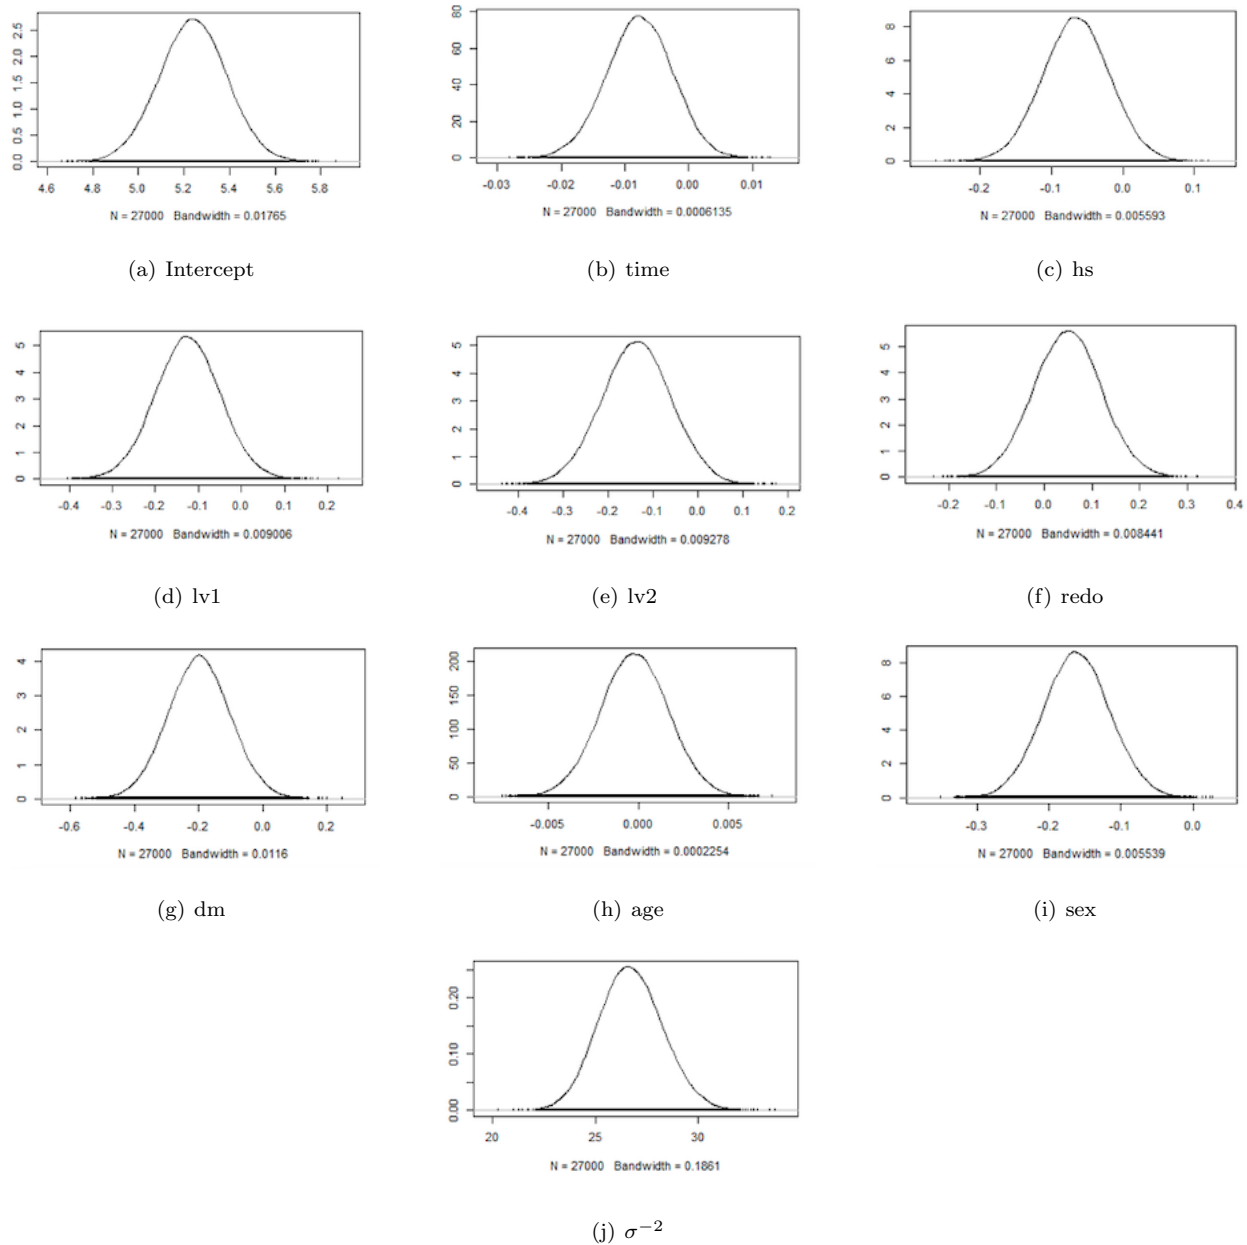 0.0 0.5 1.0 1.5 2.0 2.5
4.6 4.8 5.0 5.2 5.4 5.6 5.8
N = 27000 Bandwidth = 0.01765
(a) Intercept
0 20 40 60 80
-0.03 -0.02 -0.01 0.00 0.01
N = 27000 Bandwidth = 0.0006135
(b) time
0 2 4 6 8
-0.2 -0.1 0.0 0.1
N = 27000 Bandwidth = 0.005593
(c) hs
0 1 2 3 4 5
-0.4 -0.3 -0.2 -0.1 0.0 0.1 0.2
N = 27000 Bandwidth = 0.009006
(d) lv1
0 1 2 3 4 5
-0.4 -0.3 -0.2 -0.1 0.0 0.1 0.2
N = 27000 Bandwidth = 0.009278
(e) lv2
0 1 2 3 4 5
-0.2 -0.1 0.0 0.1 0.2 0.3 0.4
N = 27000 Bandwidth = 0.008441
(f) redo
0 1 2 3 4
-0.6 -0.4 -0.2 0.0 0.2
N = 27000 Bandwidth = 0.0116
(g) dm
0 50 100 150 200
-0.005 0.000 0.005
N = 27000 Bandwidth = 0.0002254
(h) age
0 2 4 6 8
-0.3 -0.2 -0.1 0.0
N = 27000 Bandwidth = 0.005539
(i) sex
0.00 0.10 0.20
20 25 30
N = 27000 Bandwidth = 0.1861
(j) σ⁻²